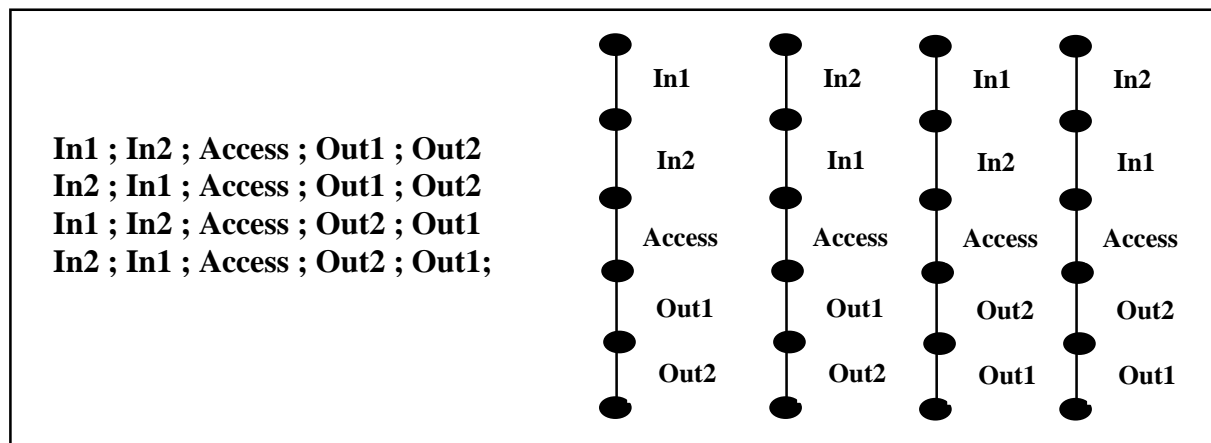 In1 ; In2 ; Access ; Out1 ; Out2
In2 ; In1 ; Access ; Out1 ; Out2
In1 ; In2 ; Access ; Out2 ; Out1
In2 ; In1 ; Access ; Out2 ; Out1;
In1 In2 In1 In2
In2 In1 In2 In1
Access Access Access Access
Out1 Out1 Out2 Out2
Out2 Out2 Out1 Out1